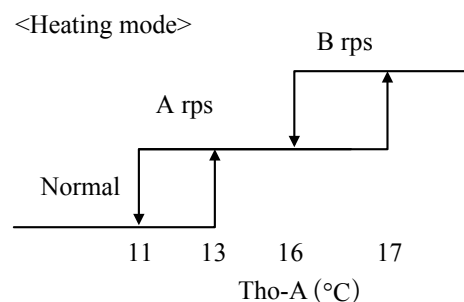 <Heating mode>
B rps
A rps
Normal
11 13 16 17
Tho-A (°C)